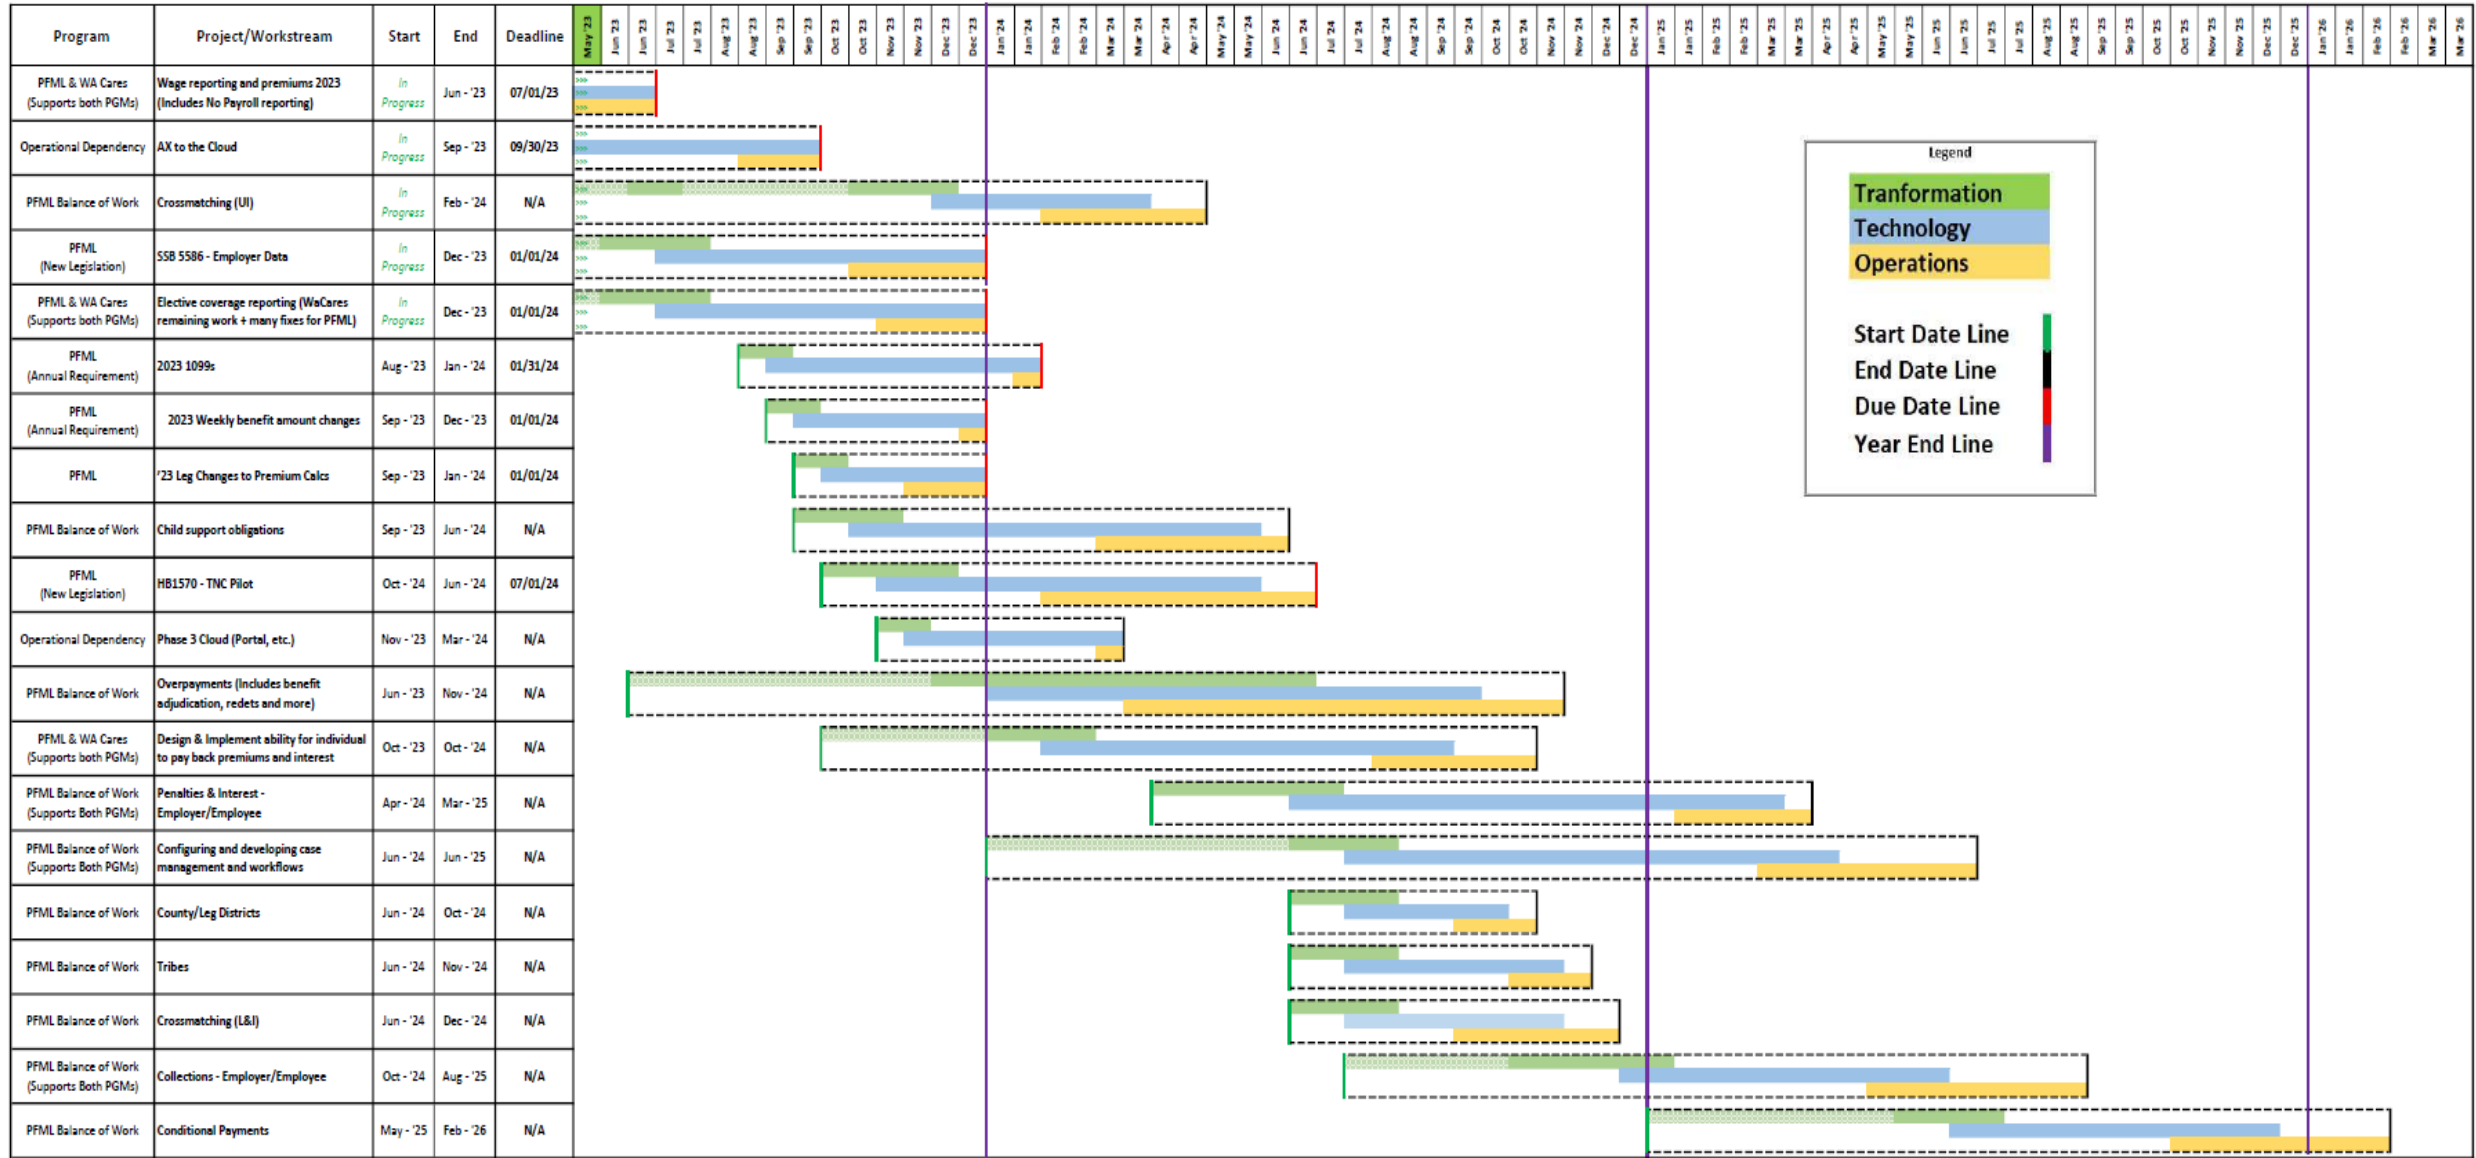 Program Project/Workstream Start End Deadline May '23 Jun '23 Jun '23 Jul '23 Jul '23 Aug '23 Aug '23 Sep '23 Sep '23 Oct '23 Oct '23 Nov '23 Nov '23 Dec '23 Dec '23 Jan '24 Jan '24 Feb '24 Feb '24 Mar '24 Mar '24 Apr '24 Apr '24 May '24 May '24 Jun '24 Jun '24 Jul '24 Jul '24 Aug '24 Aug '24 Sep '24 Sep '24 Oct '24 Oct '24 Nov '24 Nov '24 Dec '24 Dec '24 Jan '25 Jan '25 Feb '25 Feb '25 Mar '25 Mar '25 Apr '25 Apr '25 May '25 May '25 Jun '25 Jun '25 Jul '25 Jul '25 Aug '25 Aug '25 Sep '25 Sep '25 Oct '25 Oct '25 Nov '25 Nov '25 Dec '25 Dec '25 Jan '26 Jan '26 Feb '26 Feb '26 Mar '26 Mar '26
PFML & WA Cares
(Supports both PGMs)
Wage reporting and premiums 2023
(Includes No Payroll reporting)
In
Progress
Jun - '23
07/01/23
Operational Dependency
AX to the Cloud
In
Progress
Sep - '23
09/30/23
PFML Balance of Work
Crossmatching (UI)
In
Progress
Feb - '24
N/A
PFML
(New Legislation)
SSB 5586 - Employer Data
In
Progress
Dec - '23
01/01/24
PFML & WA Cares
(Supports both PGMs)
Elective coverage reporting (WaCares
remaining work + many fixes for PFML)
In
Progress
Dec - '23
01/01/24
PFML
(Annual Requirement)
2023 1099s
Aug - '23
Jan - '24
01/31/24
PFML
(Annual Requirement)
2023 Weekly benefit amount changes
Sep - '23
Dec - '23
01/01/24
PFML
'23 Leg Changes to Premium Calcs
Sep - '23
Jan - '24
01/01/24
PFML Balance of Work
Child support obligations
Sep - '23
Jun - '24
N/A
PFML
(New Legislation)
HB1570 - TNC Pilot
Oct - '24
Jun - '24
07/01/24
Operational Dependency
Phase 3 Cloud (Portal, etc.)
Nov - '23
Mar - '24
N/A
PFML Balance of Work
Overpayments (Includes benefit
adjudication, redets and more)
Jun - '23
Nov - '24
N/A
PFML & WA Cares
(Supports both PGMs)
Design & Implement ability for individual
to pay back premiums and interest
Oct - '23
Oct - '24
N/A
PFML Balance of Work
(Supports Both PGMs)
Penalties & Interest -
Employer/Employee
Apr - '24
Mar - '25
N/A
PFML Balance of Work
(Supports Both PGMs)
Configuring and developing case
management and workflows
Jun - '24
Jun - '25
N/A
PFML Balance of Work
County/Leg Districts
Jun - '24
Oct - '24
N/A
PFML Balance of Work
Tribes
Jun - '24
Nov - '24
N/A
PFML Balance of Work
Crossmatching (L&I)
Jun - '24
Dec - '24
N/A
PFML Balance of Work
(Supports Both PGMs)
Collections - Employer/Employee
Oct - '24
Aug - '25
N/A
PFML Balance of Work
Conditional Payments
May - '25
Feb - '26
N/A
Legend
Tranformation
Technology
Operations
Start Date Line
End Date Line
Due Date Line
Year End Line